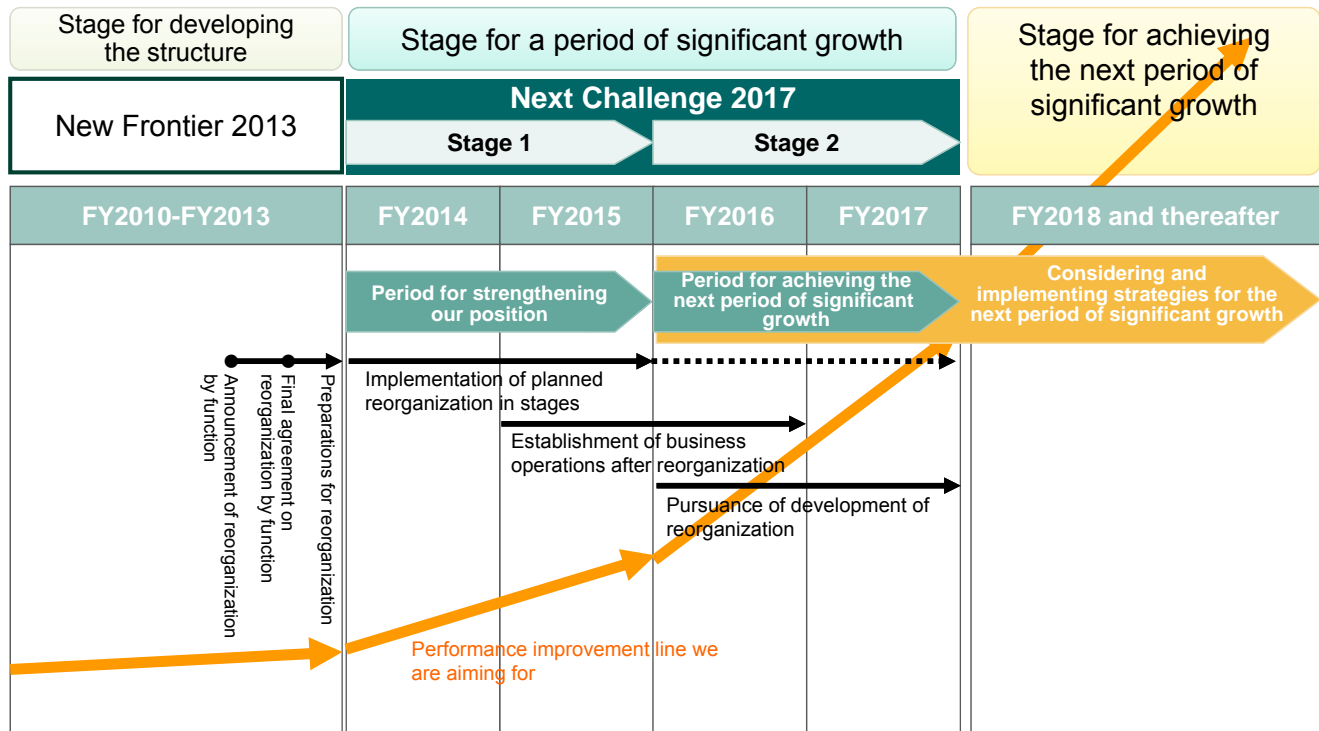 Stage for developing
the structure
Stage for a period of significant growth
Stage for achieving
the next period of
significant growth
New Frontier 2013
Next Challenge 2017
Stage 1
Stage 2
FY2010-FY2013
FY2014
FY2015
FY2016
FY2017
FY2018 and thereafter
Period for strengthening
our position
Period for achieving the
next period of significant
growth
Considering and
implementing strategies for the
next period of significant growth
Announcement of reorganization
by function
Final agreement on
reorganization by function
Preparations for reorganization
Implementation of planned
reorganization in stages
Establishment of business
operations after reorganization
Pursuance of development of
reorganization
Performance improvement line we
are aiming for